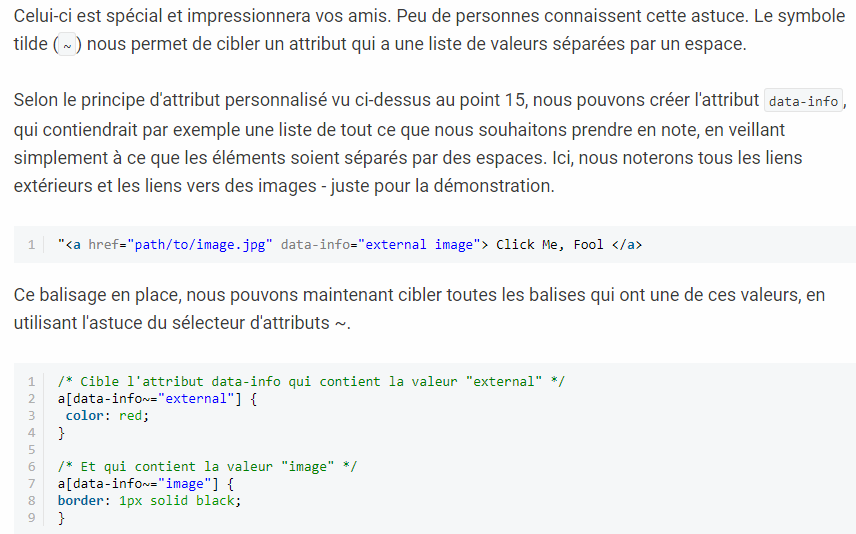 Celui-ci est spécial et impressionnera vos amis. Peu de personnes connaissent cette astuce. Le symbole
tilde (~) nous permet de cibler un attribut qui a une liste de valeurs séparées par un espace.
Selon le principe d'attribut personnalisé vu ci-dessus au point 15, nous pouvons créer l'attribut data-info,
qui contiendrait par exemple une liste de tout ce que nous souhaitons prendre en note, en veillant
simplement à ce que les éléments soient séparés par des espaces. Ici, nous noterons tous les liens
extérieurs et les liens vers des images - juste pour la démonstration.
1 "<a href="path/to/image.jpg" data-info="external image"> Click Me, Fool </a>
Ce balisage en place, nous pouvons maintenant cibler toutes les balises qui ont une de ces valeurs, en
utilisant l'astuce du sélecteur d'attributs ~.
1 /* Cible l'attribut data-info qui contient la valeur "external" */
2 a[data-info~="external"] {
3  color: red;
4 }
5
6 /* Et qui contient la valeur "image" */
7 a[data-info~="image"] {
8 border: 1px solid black;
9 }